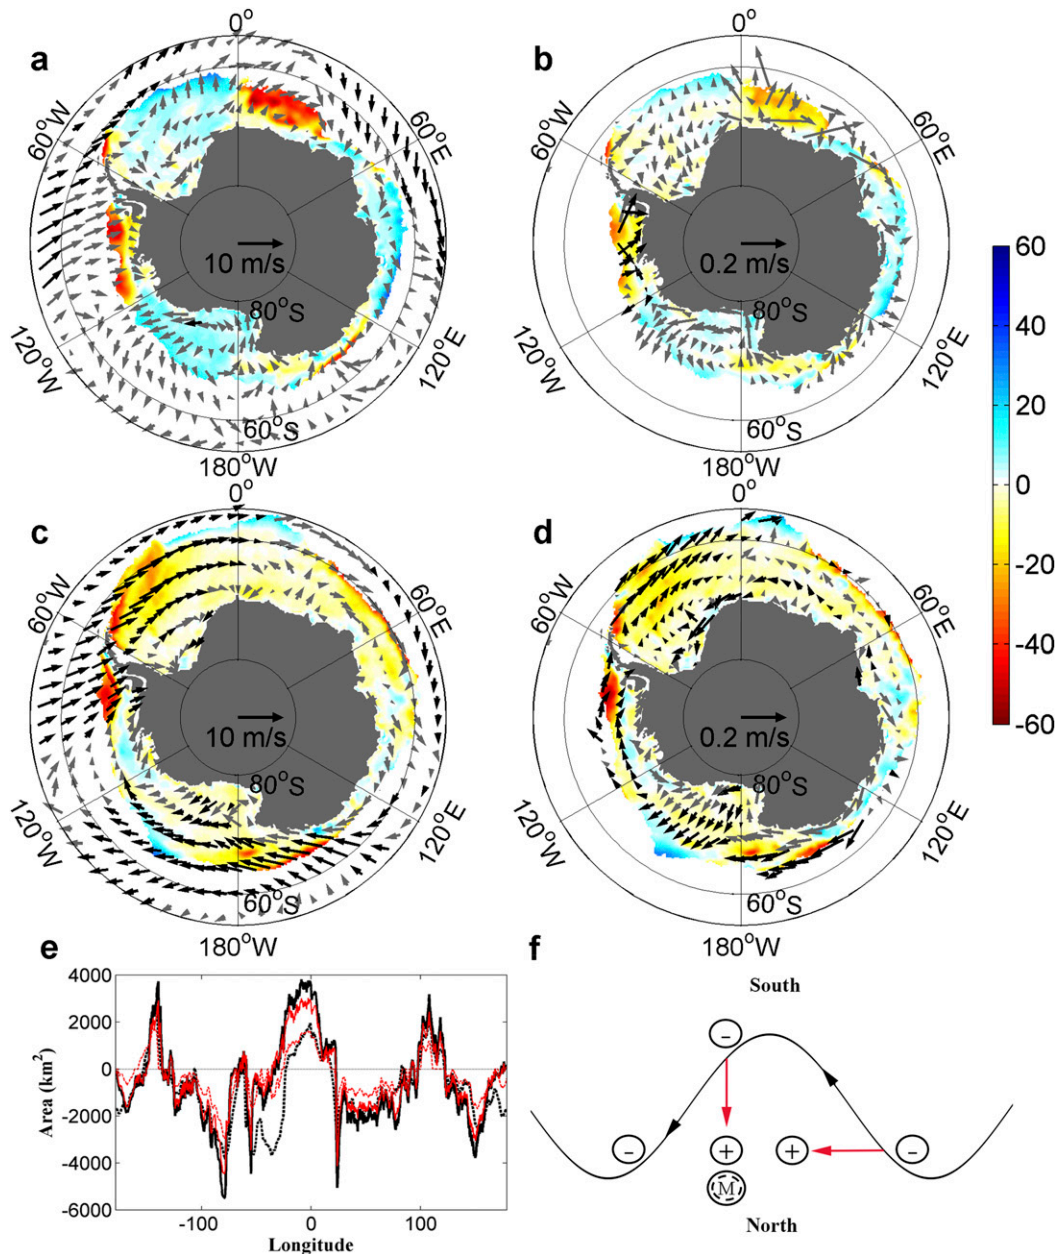 a
0°
60°W
60°E
10 m/s
80°S
120°W
120°E
60°S
180°W
b
0°
60°W
60°E
0.2 m/s
80°S
120°W
120°E
60°S
180°W
60
40
20
0
-20
-40
-60
c
0°
60°W
60°E
10 m/s
80°S
120°W
120°E
60°S
180°W
d
0°
60°W
60°E
0.2 m/s
80°S
120°W
120°E
60°S
180°W
e
4000
2000
0
-2000
-4000
-6000
Area (km²)
-100
0
100
Longitude
f
South
-
-
+
+
-
M
North